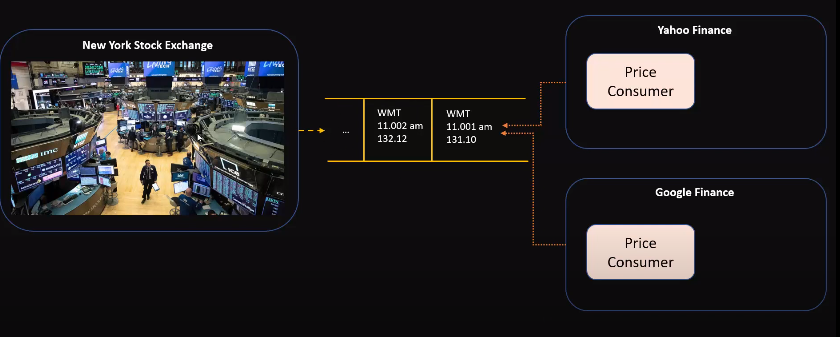 New York Stock Exchange
...
WMT
11.002 am
132.12
WMT
11.001 am
131.10
Yahoo Finance
Price
Consumer
Google Finance
Price
Consumer